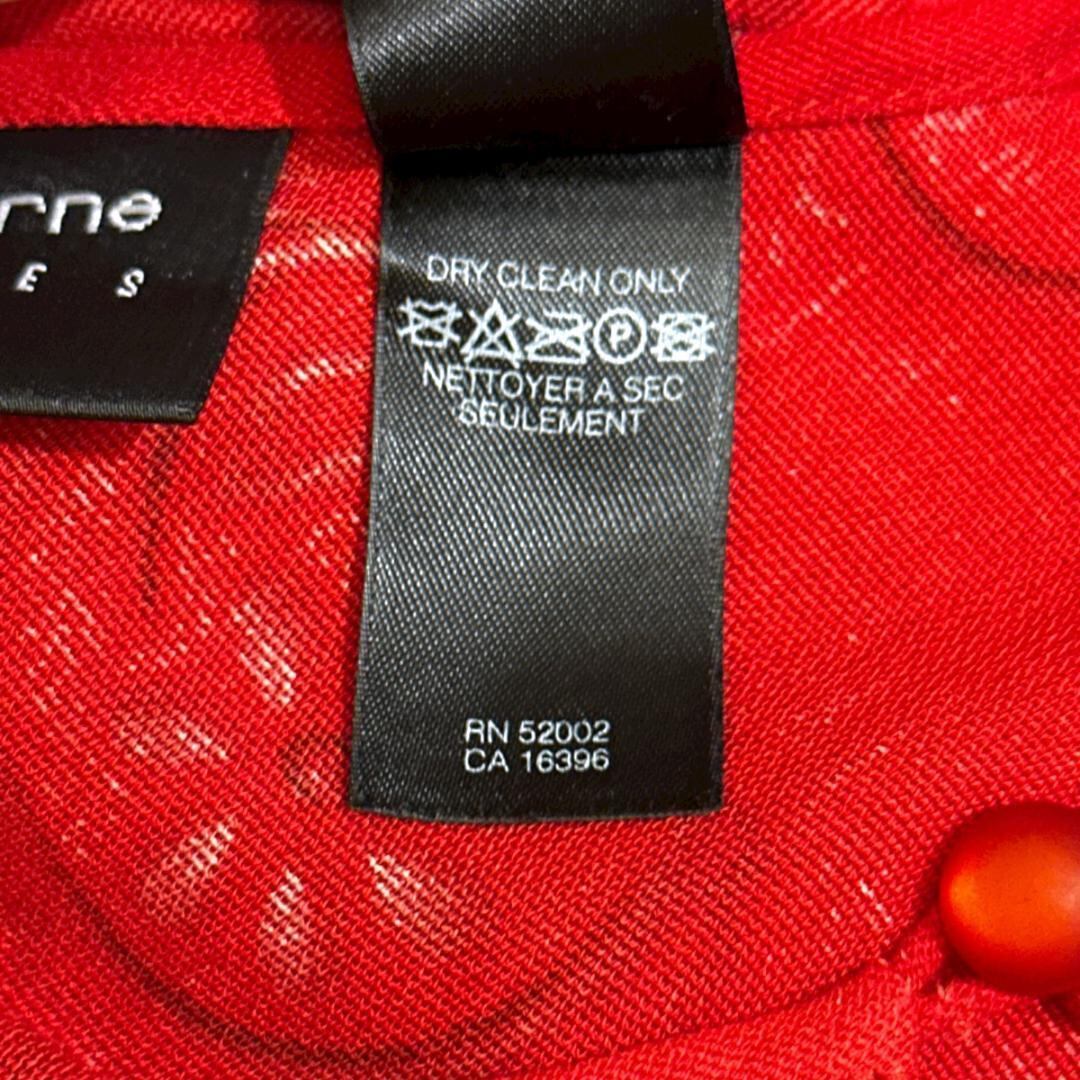 rne
E S
DRY CLEAN ONLY
P
NETTOYER A SEC
SEULEMENT
RN 52002
CA 16396